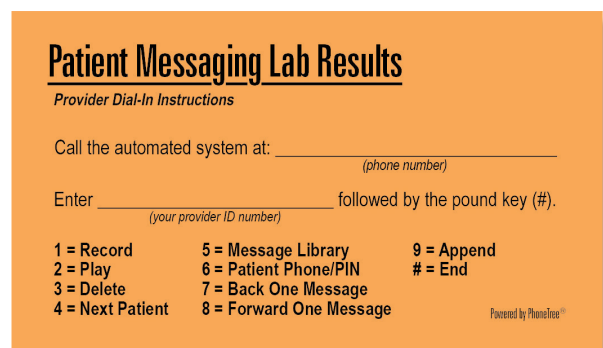 Patient Messaging Lab Results
Provider Dial-In Instructions
Call the automated system at: ____________________________
(phone number)
Enter ________________________ followed by the pound key (#).
(your provider ID number)
1 = Record 5 = Message Library 9 = Append
2 = Play 6 = Patient Phone/PIN # = End
3 = Delete 7 = Back One Message
4 = Next Patient 8 = Forward One Message
Powered by PhoneTree®